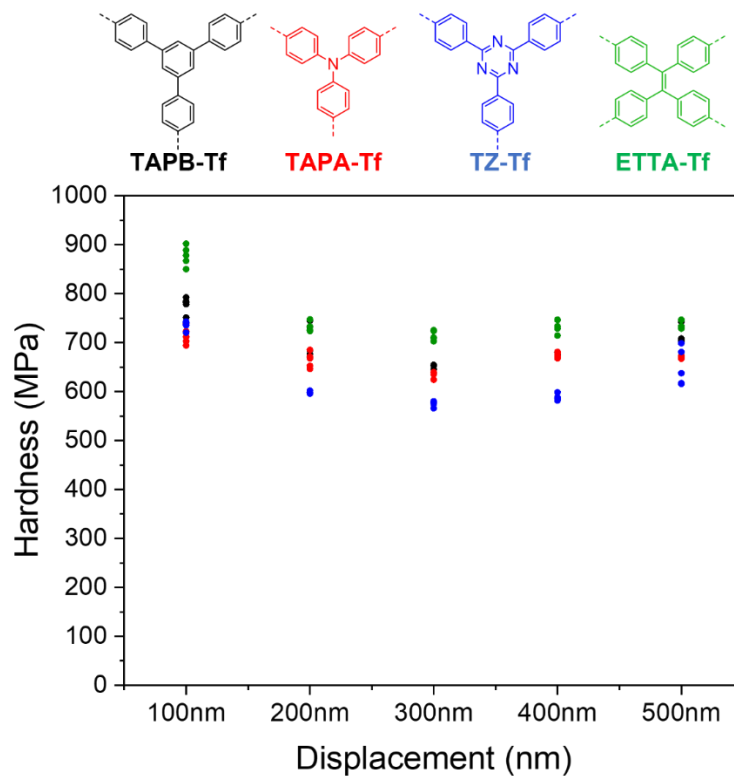 N
N N
N
TAPB-Tf TAPA-Tf TZ-Tf ETTA-Tf
1000
900
800
700
600
500
400
300
200
100
0
Hardness (MPa)
100nm 200nm 300nm 400nm 500nm
Displacement (nm)